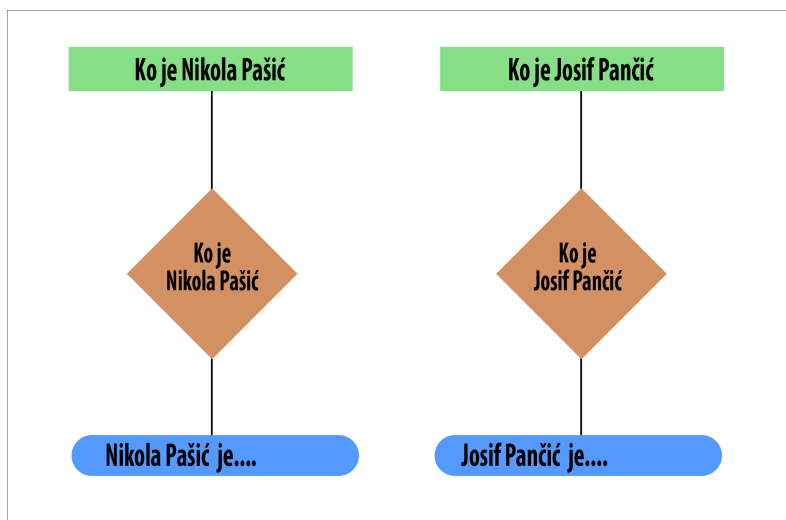 Ko je Nikola Pašić
Ko je Josif Pančić
Ko je
Nikola Pašić
Ko je
Josif Pančić
Nikola Pašić je....
Josif Pančić je....